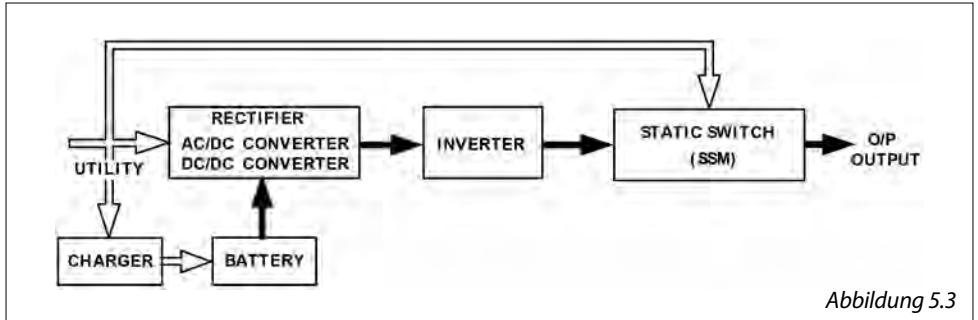 RECTIFIER
AC/DC CONVERTER
DC/DC CONVERTER
INVERTER
STATIC SWITCH
(SSM)
O/P
OUTPUT
UTILITY
CHARGER
BATTERY
Abbildung 5.3